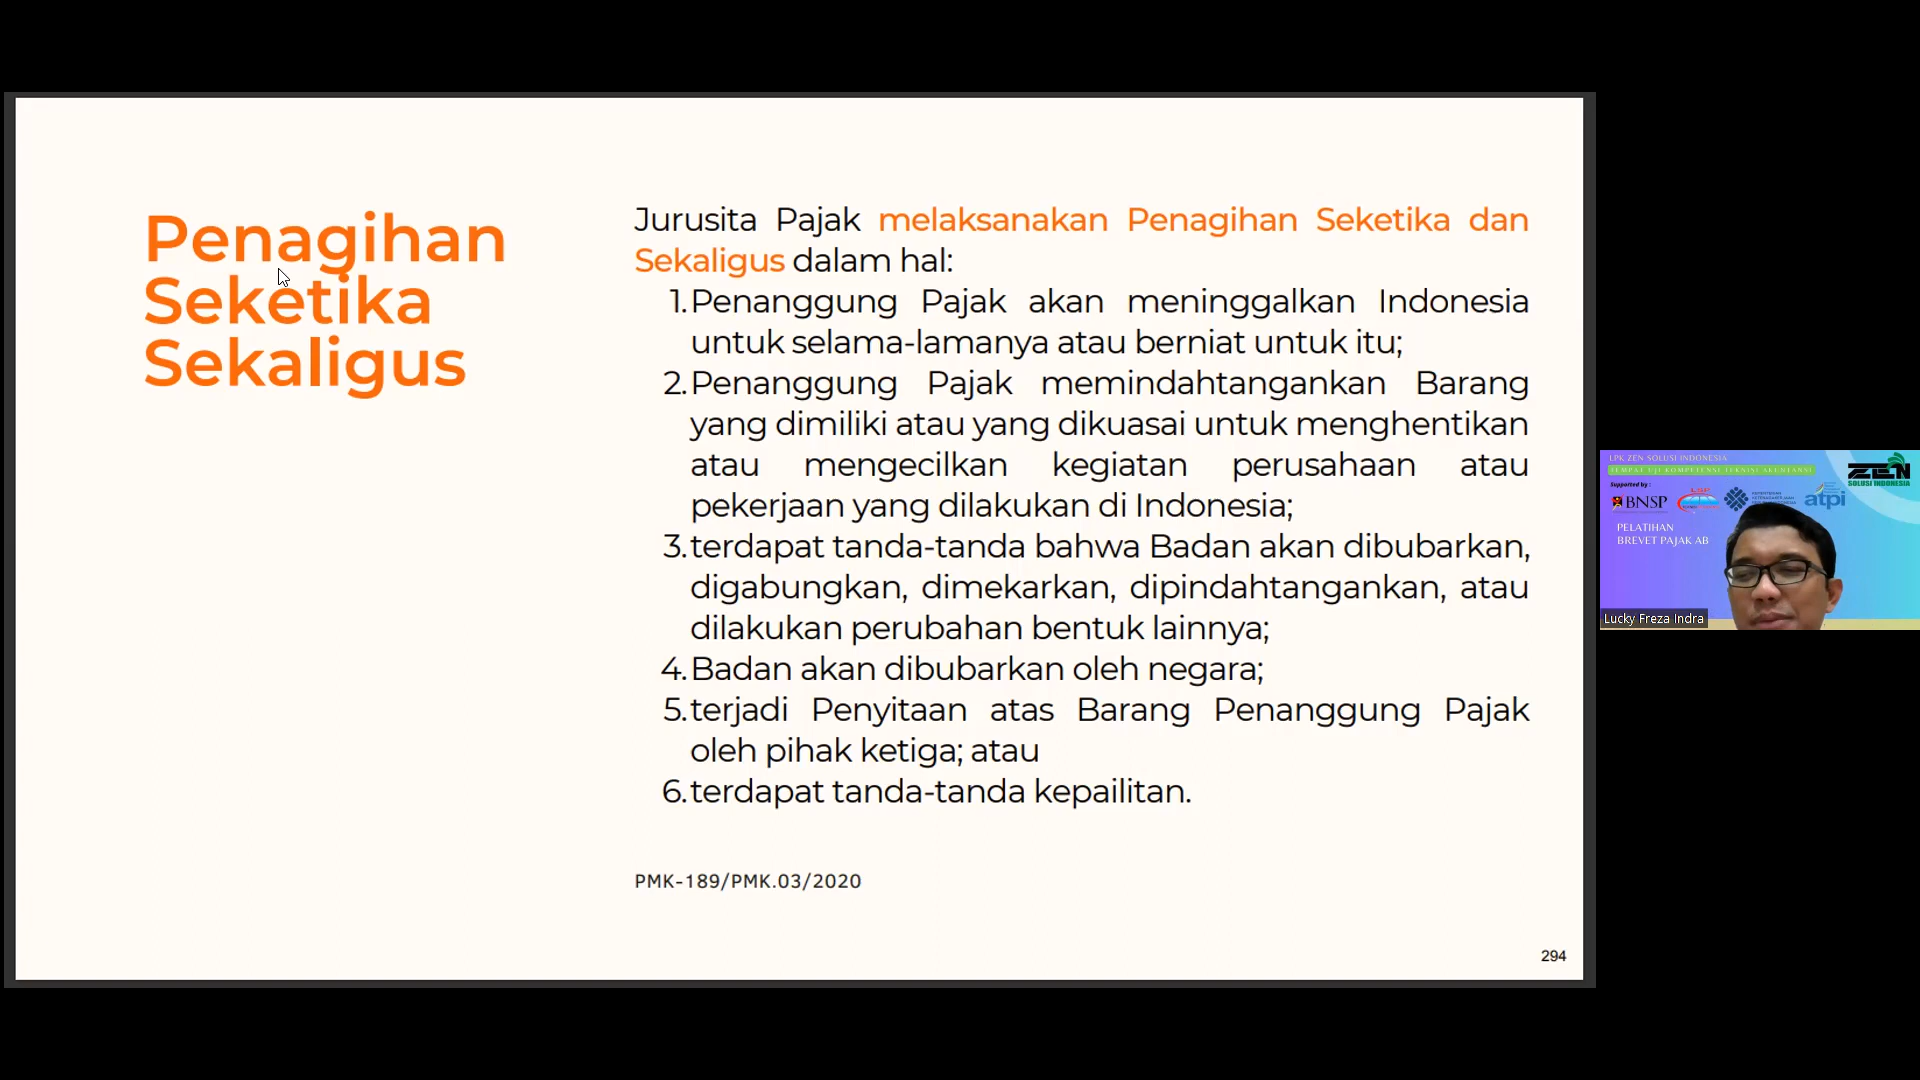 Penagihan
Seketika
Sekaligus
Jurusita Pajak melaksanakan Penagihan Seketika dan
Sekaligus dalam hal:
1.Penanggung Pajak akan meninggalkan Indonesia
untuk selama-lamanya atau berniat untuk itu;
2.Penanggung Pajak memindahtangankan Barang
yang dimiliki atau yang dikuasai untuk menghentikan
atau mengecilkan kegiatan perusahaan atau
pekerjaan yang dilakukan di Indonesia;
3.terdapat tanda-tanda bahwa Badan akan dibubarkan,
digabungkan, dimekarkan, dipindahtangankan, atau
dilakukan perubahan bentuk lainnya;
4.Badan akan dibubarkan oleh negara;
5.terjadi Penyitaan atas Barang Penanggung Pajak
oleh pihak ketiga; atau
6.terdapat tanda-tanda kepailitan.
PMK-189/PMK.03/2020
294
LPK ZEN SOLUSI INDONESIA
TEMPAT UJI KOMPETENSI TEKNISI AKUNTANSI
Supported by :
ZEN
SOLUSI INDONESIA
BNSP
atpi
PELATIHAN
BREVET PAJAK AB
Lucky Freza Indra